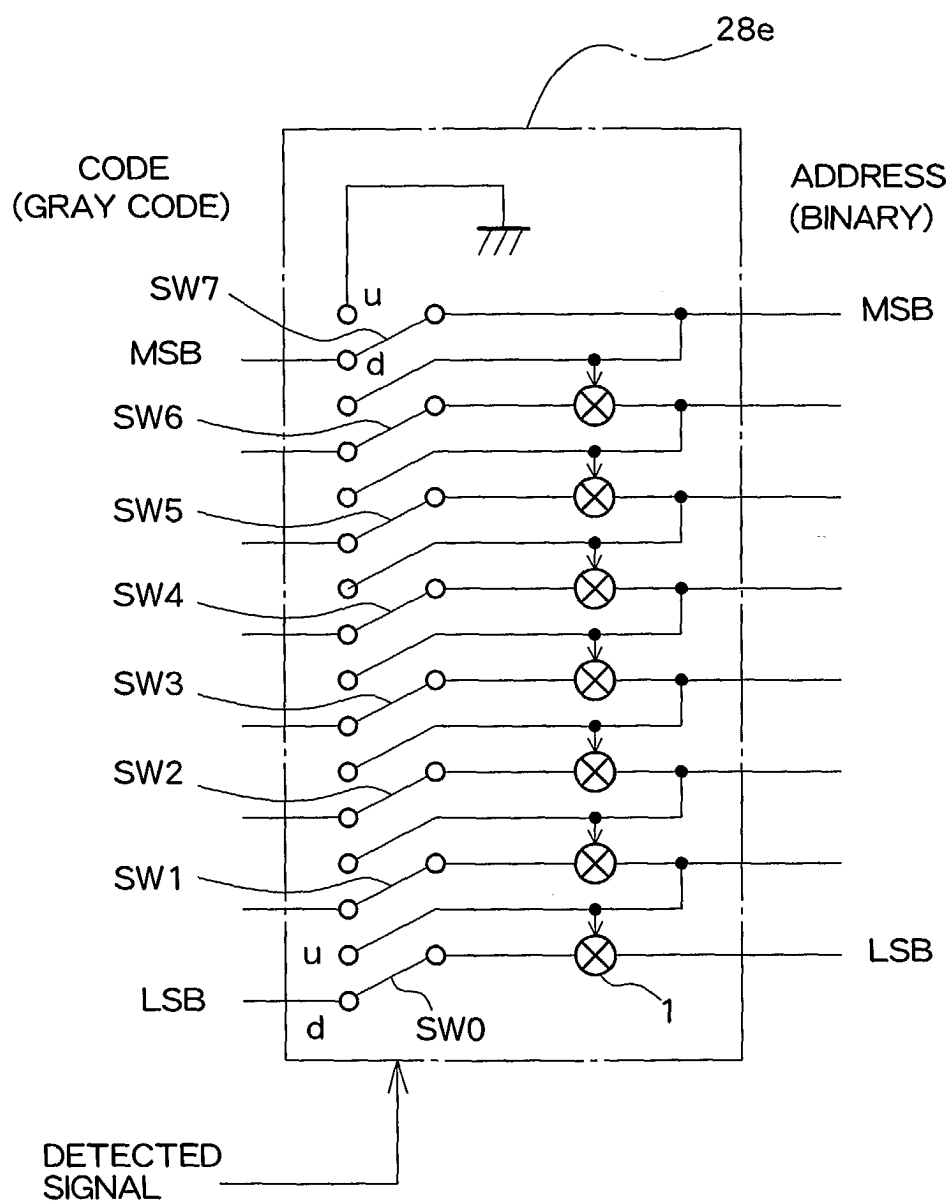 28e
CODE
(GRAY CODE)
ADDRESS
(BINARY)
SW7
u
MSB
MSB
d
SW6
SW5
SW4
SW3
SW2
SW1
u
LSB
LSB
d
SW0
1
DETECTED
SIGNAL